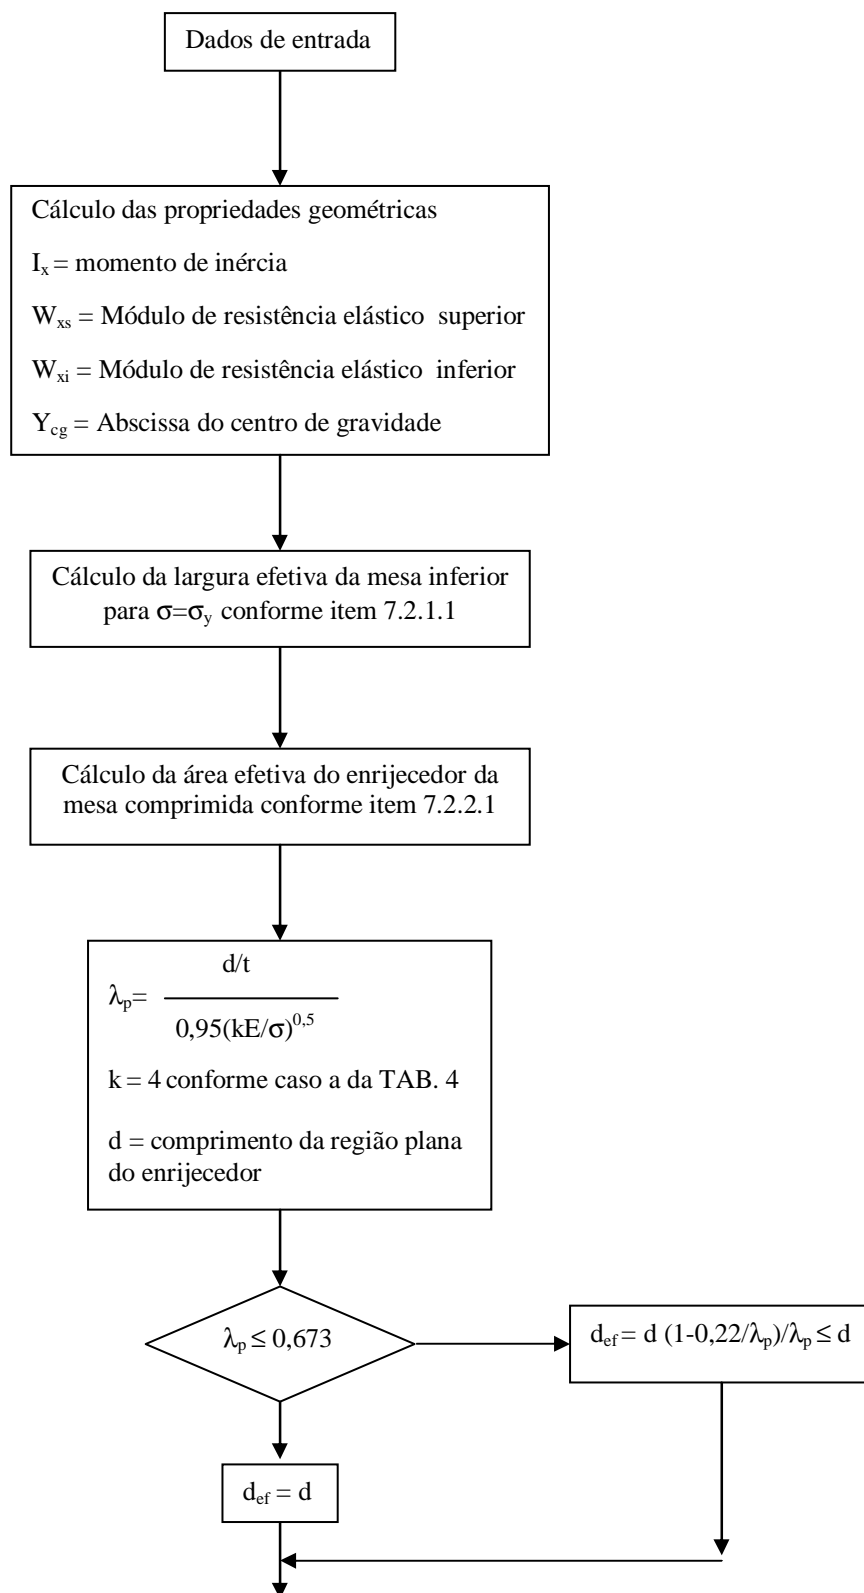 Dados de entrada
Cálculo das propriedades geométricas
Iₓ = momento de inércia
Wₓₛ = Módulo de resistência elástico superior
Wₓᵢ = Módulo de resistência elástico inferior
Y_cg = Abscissa do centro de gravidade
Cálculo da largura efetiva da mesa inferior
para σ=σ_y conforme item 7.2.1.1
Cálculo da área efetiva do enrijecedor da
mesa comprimida conforme item 7.2.2.1
d/t
λₚ=
0,95(kE/σ)^0,5
k = 4 conforme caso a da TAB. 4
d = comprimento da região plana
do enrijecedor
λₚ ≤ 0,673
d_ef = d (1-0,22/λₚ)/λₚ ≤ d
d_ef = d